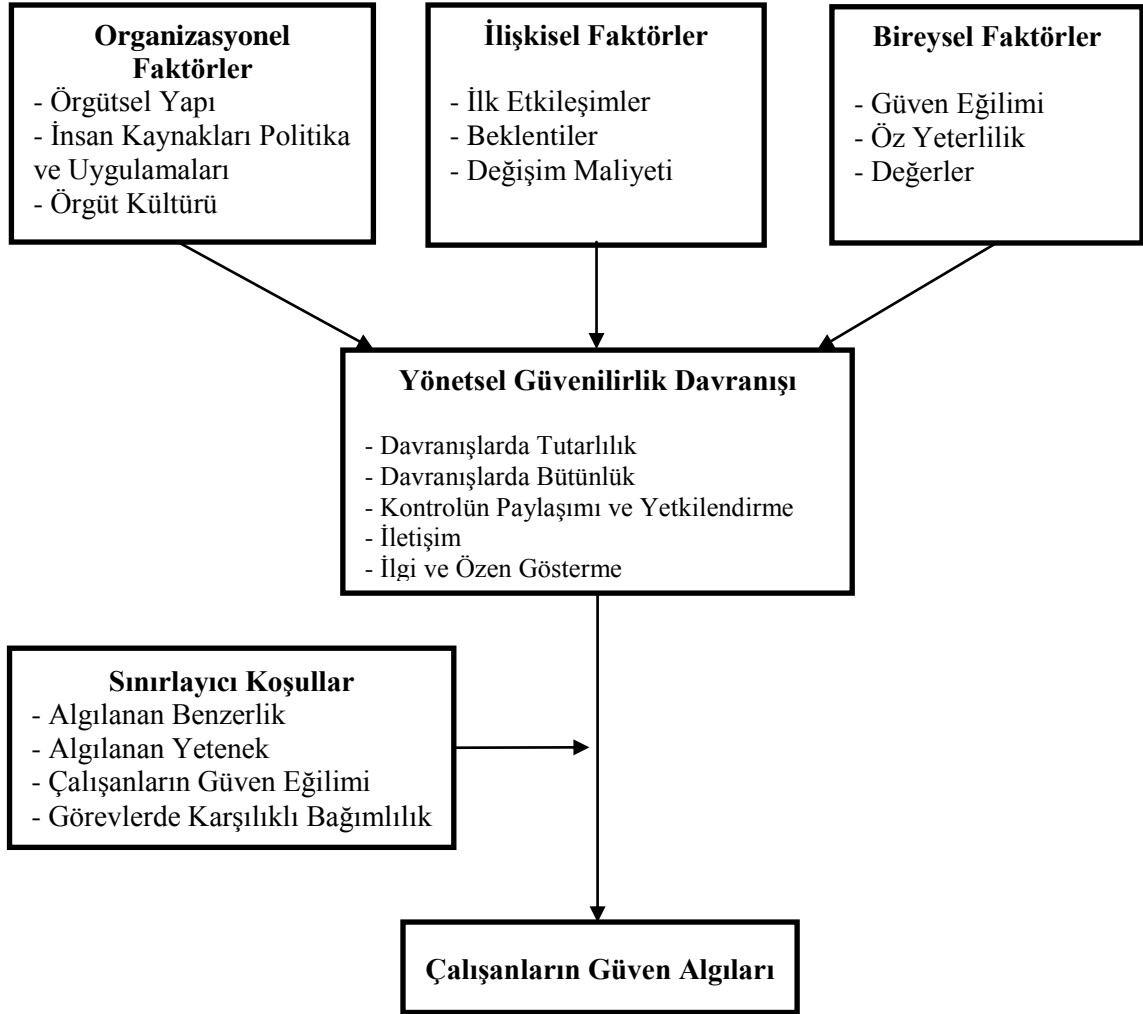 Organizasyonel
Faktörler
- Örgütsel Yapı
- İnsan Kaynakları Politika
ve Uygulamaları
- Örgüt Kültürü
İlişkisel Faktörler
- İlk Etkileşimler
- Beklentiler
- Değişim Maliyeti
Bireysel Faktörler
- Güven Eğilimi
- Öz Yeterlilik
- Değerler
Yönetsel Güvenilirlik Davranışı
- Davranışlarda Tutarlılık
- Davranışlarda Bütünlük
- Kontrolün Paylaşımı ve Yetkilendirme
- İletişim
- İlgi ve Özen Gösterme
Sınırlayıcı Koşullar
- Algılanan Benzerlik
- Algılanan Yetenek
- Çalışanların Güven Eğilimi
- Görevlerde Karşılıklı Bağımlılık
Çalışanların Güven Algıları